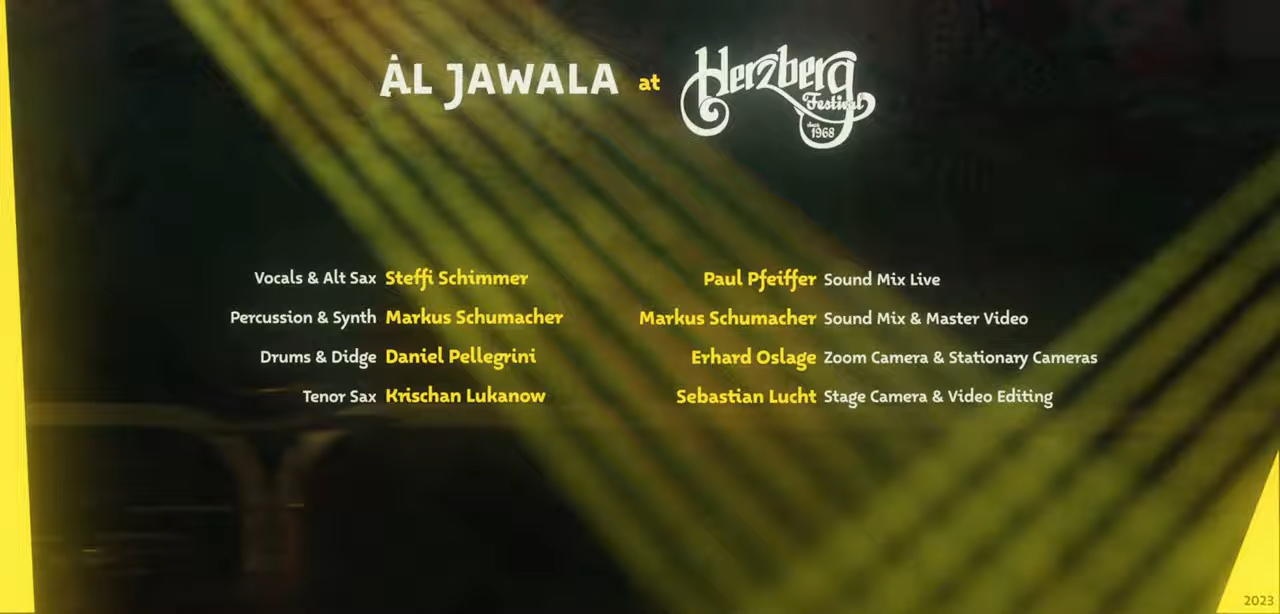 ÅL JAWALA at Herzberg Festival since 1968
Vocals & Alt Sax Steffi Schimmer
Percussion & Synth Markus Schumacher
Drums & Didge Daniel Pellegrini
Tenor Sax Krischan Lukanow
Paul Pfeiffer Sound Mix Live
Markus Schumacher Sound Mix & Master Video
Erhard Oslage Zoom Camera & Stationary Cameras
Sebastian Lucht Stage Camera & Video Editing
2023